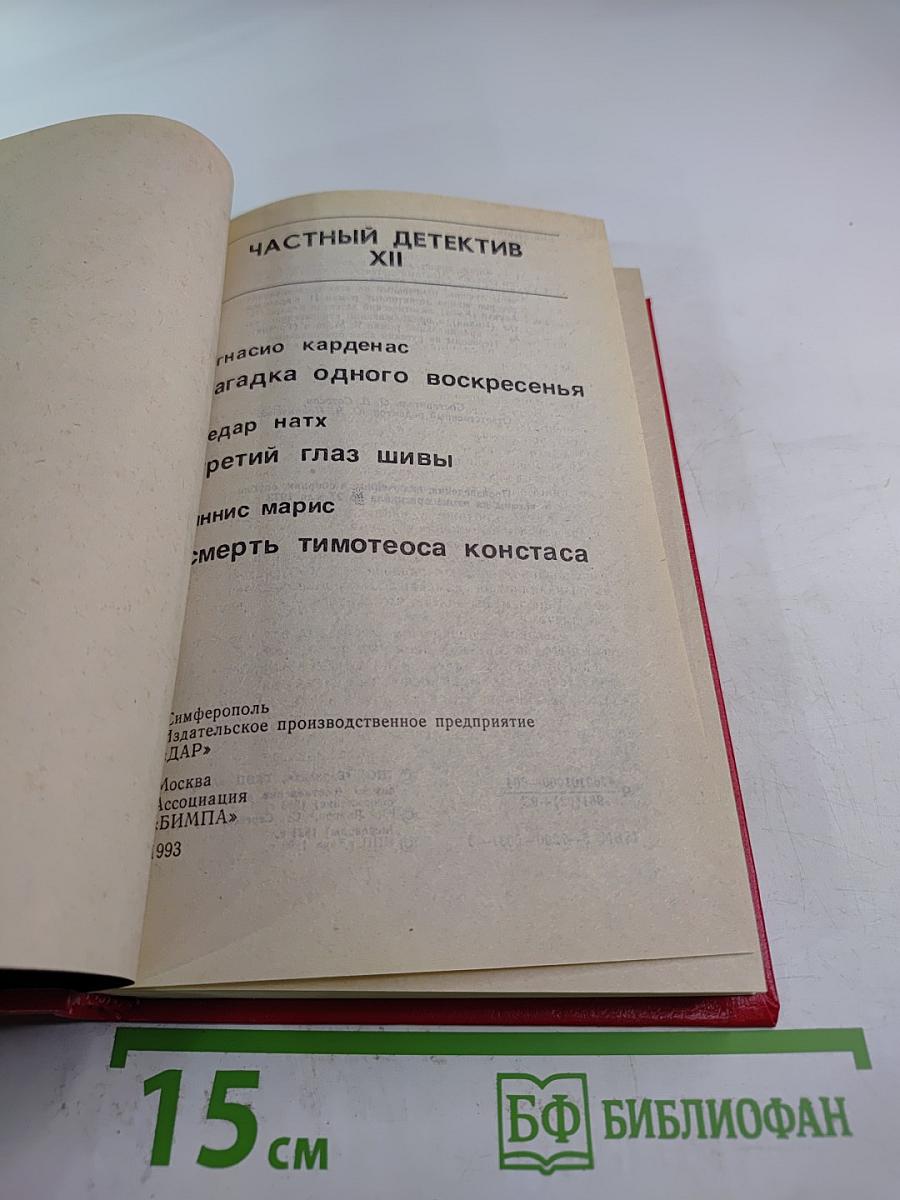 ЧАСТНЫЙ ДЕТЕКТИВ
XII
гнасио карденас
агадка одного воскресенья
едар натх
ретий глаз шивы
ннис марис
смерть тимотеоса констаса
Симферополь
Издательское производственное предприятие
«ДАР»
Москва
Ассоциация
«БИМПА»
1993
15 см
БФ БИБЛИОФАН